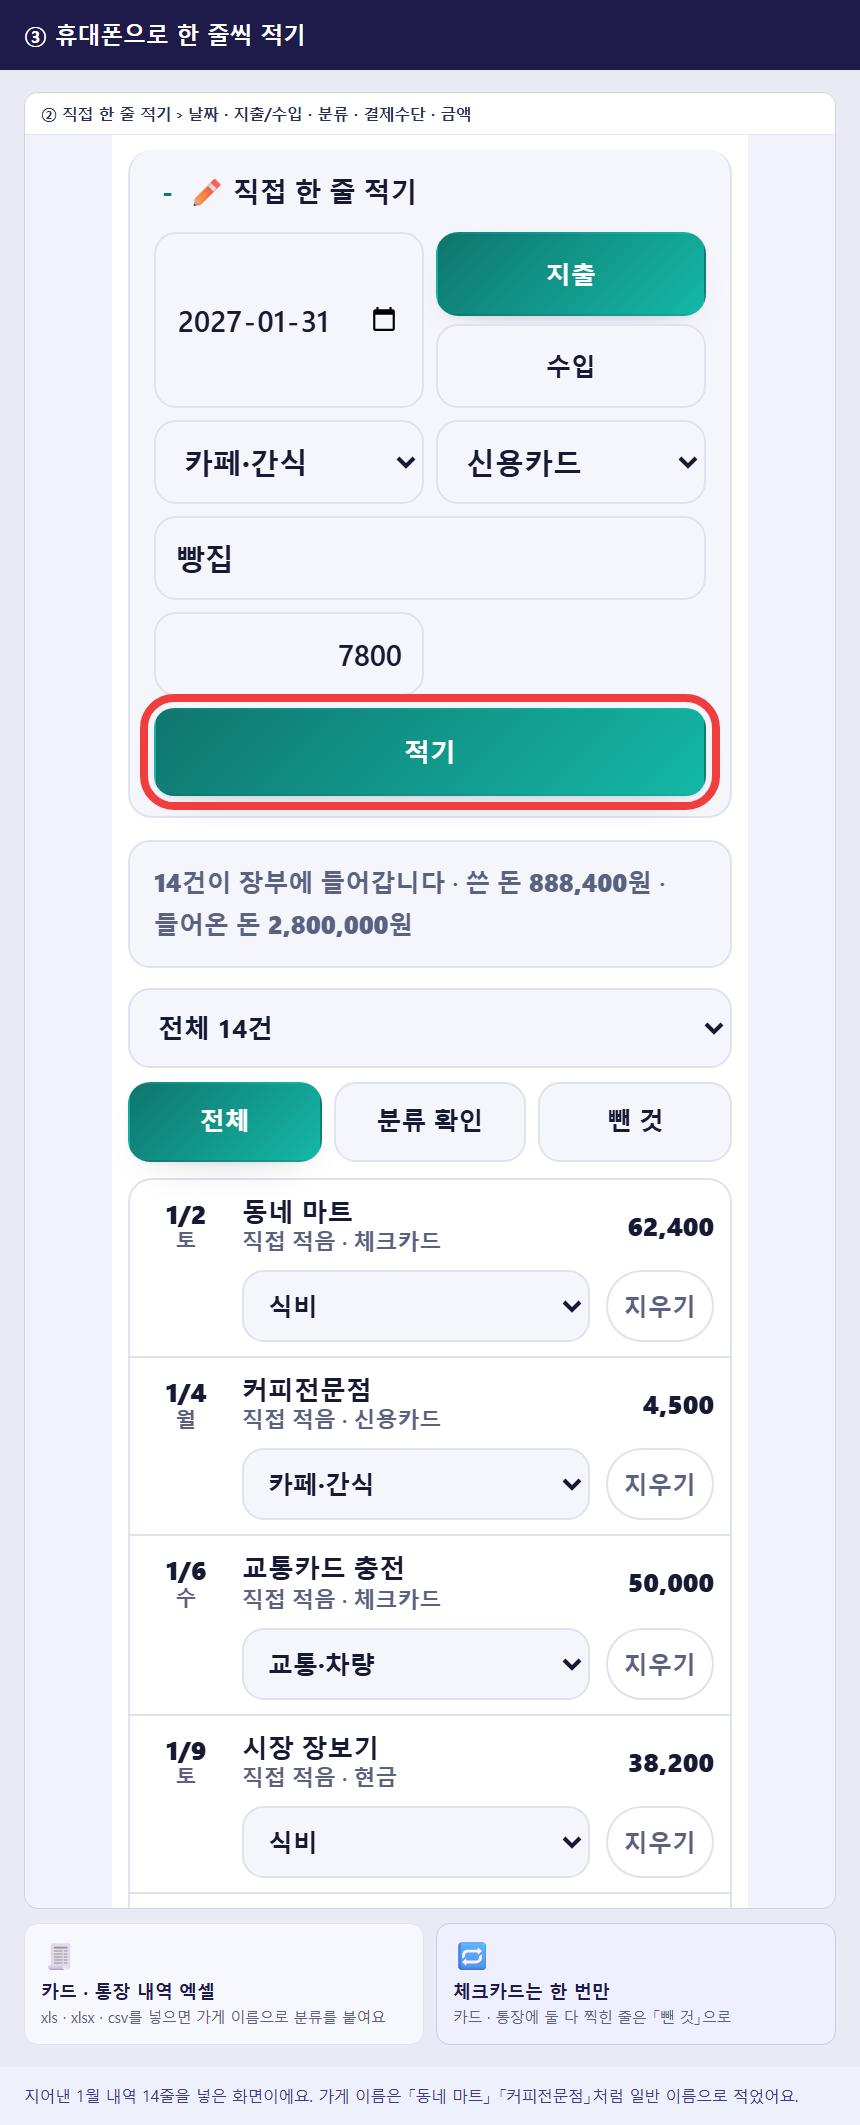 ③ 휴대폰으로 한 줄씩 적기
② 직접 한 줄 적기 › 날짜 · 지출/수입 · 분류 · 결제수단 · 금액
- ✏️ 직접 한 줄 적기
2027-01-31
지출
수입
카페·간식
신용카드
빵집
7800
적기
14건이 장부에 들어갑니다 · 쓴 돈 888,400원 ·
들어온 돈 2,800,000원
전체 14건
전체 분류 확인 뺀 것
1/2 동네 마트 62,400
토 직접 적음 · 체크카드
식비 지우기
1/4 커피전문점 4,500
월 직접 적음 · 신용카드
카페·간식 지우기
1/6 교통카드 충전 50,000
수 직접 적음 · 체크카드
교통·차량 지우기
1/9 시장 장보기 38,200
토 직접 적음 · 현금
식비 지우기
카드 · 통장 내역 엑셀
xls · xlsx · csv를 넣으면 가게 이름으로 분류를 붙여요
체크카드는 한 번만
카드 · 통장에 둘 다 찍힌 줄은 「뺀 것」으로
지어낸 1월 내역 14줄을 넣은 화면이에요. 가게 이름은 「동네 마트」 「커피전문점」처럼 일반 이름으로 적었어요.